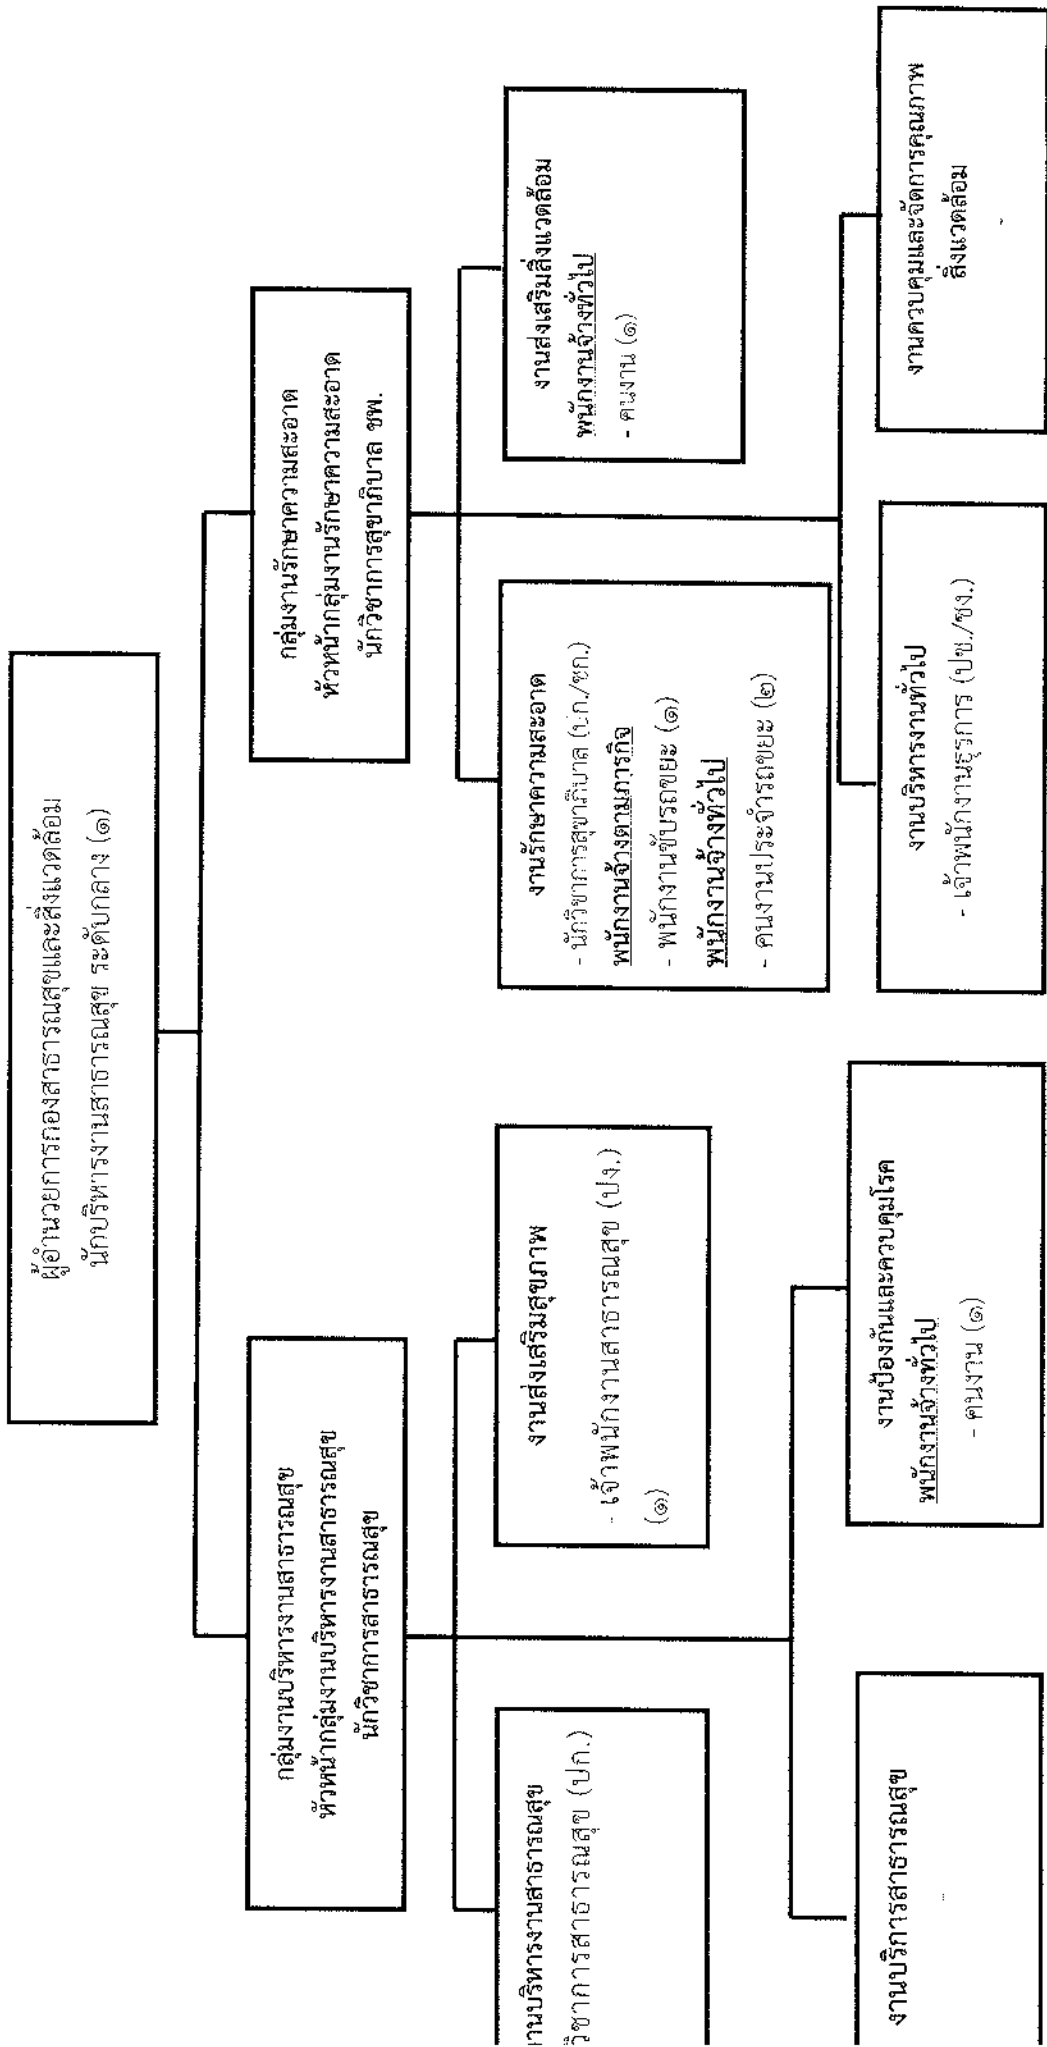 ผู้อำนวยการกองสาธารณสุขและสิ่งแวดล้อม
นักบริหารงานสาธารณสุข ระดับกลาง (๑)
กลุ่มงานบริหารงานสาธารณสุข
หัวหน้ากลุ่มงานบริหารงานสาธารณสุข
นักวิชาการสาธารณสุข
กลุ่มงานรักษาความสะอาด
หัวหน้ากลุ่มงานรักษาความสะอาด
นักวิชาการสุขาภิบาล ชพ.
านบริหารงานสาธารณสุข
วิชาการสาธารณสุข (ปก.)
งานส่งเสริมสุขภาพ
- เจ้าพนักงานสาธารณสุข (ปง.)
(๑)
งานรักษาความสะอาด
- นักวิชาการสุขาภิบาล (ปก./ชก.)
พนักงานจ้างตามภารกิจ
- พนักงานขับรถขยะ (๑)
พนักงานจ้างทั่วไป
- คนงานประจำรถขยะ (๒)
งานส่งเสริมสิ่งแวดล้อม
พนักงานจ้างทั่วไป
- คนงาน (๑)
งานบริการสาธารณสุข
งานป้องกันและควบคุมโรค
พนักงานจ้างทั่วไป
- คนงาน (๑)
งานบริหารงานทั่วไป
- เจ้าพนักงานธุรการ (ปง./ชง.)
งานควบคุมและจัดการคุณภาพ
สิ่งแวดล้อม
-